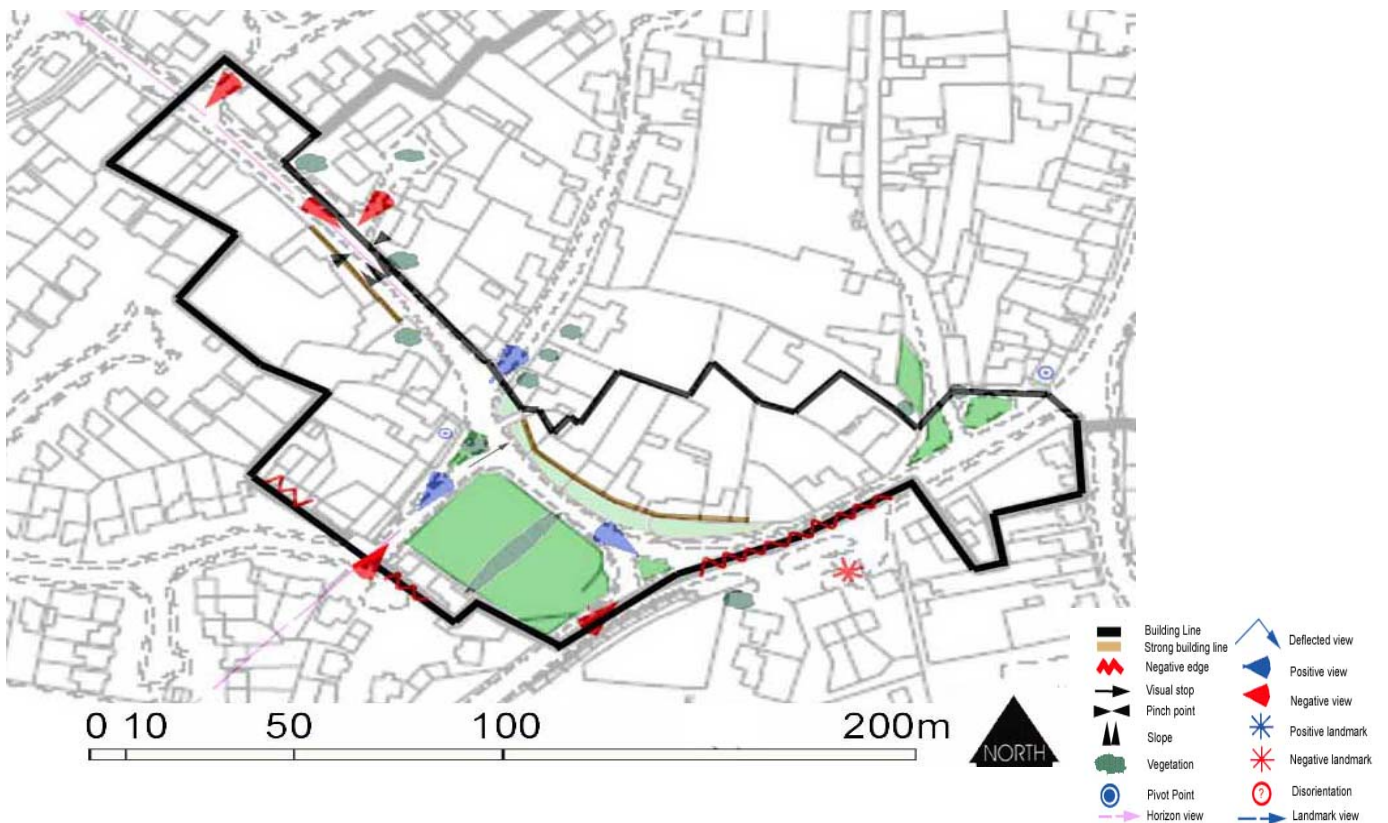 0 10 50 100 200m
NORTH
Building Line
Strong building line
Negative edge
Visual stop
Pinch point
Slope
Vegetation
Pivot Point
Horizon view
Deflected view
Positive view
Negative view
Positive landmark
Negative landmark
?
Disorientation
Landmark view